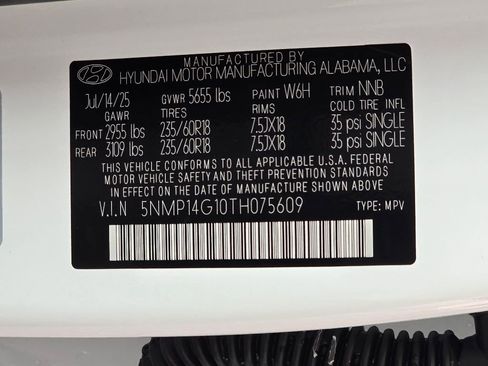 MANUFACTURED BY
HYUNDAI MOTOR MANUFACTURING ALABAMA, LLC
Jul/14/25 GVWR 5655 lbs PAINT W6H TRIM NNB
GAWR TIRES RIMS COLD TIRE INFL
FRONT 2955 lbs 235/60R18 7.5JX18 35 psi SINGLE
REAR 3109 lbs 235/60R18 7.5JX18 35 psi SINGLE
THIS VEHICLE CONFORMS TO ALL APPLICABLE U.S.A. FEDERAL
MOTOR VEHICLE SAFETY AND THEFT PREVENTION STANDARDS
IN EFFECT ON THE DATE OF MANUFACTURE SHOWN ABOVE.
V.I.N 5NMP14G10TH075609 TYPE: MPV